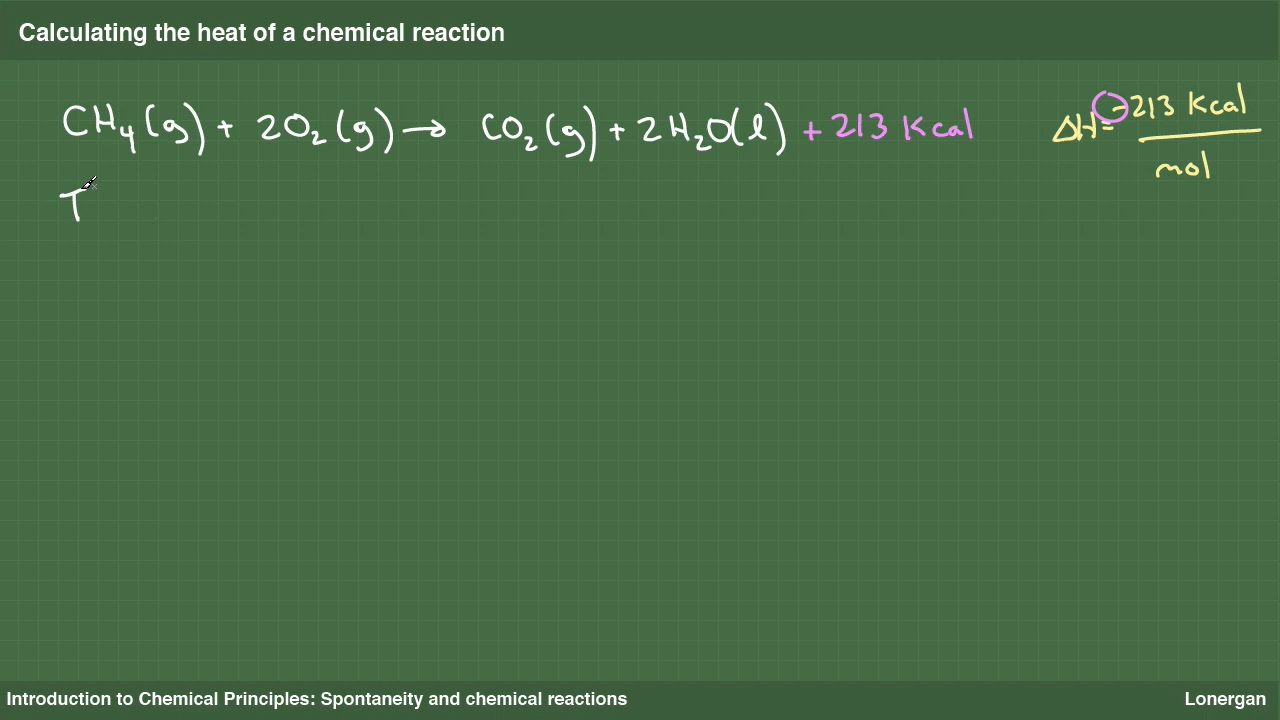 Calculating the heat of a chemical reaction
CH₄(g) + 2O₂(g) → CO₂(g) + 2H₂O(l) + 213 Kcal
ΔH = -213 Kcal
mol
T
Introduction to Chemical Principles: Spontaneity and chemical reactions
Lonergan